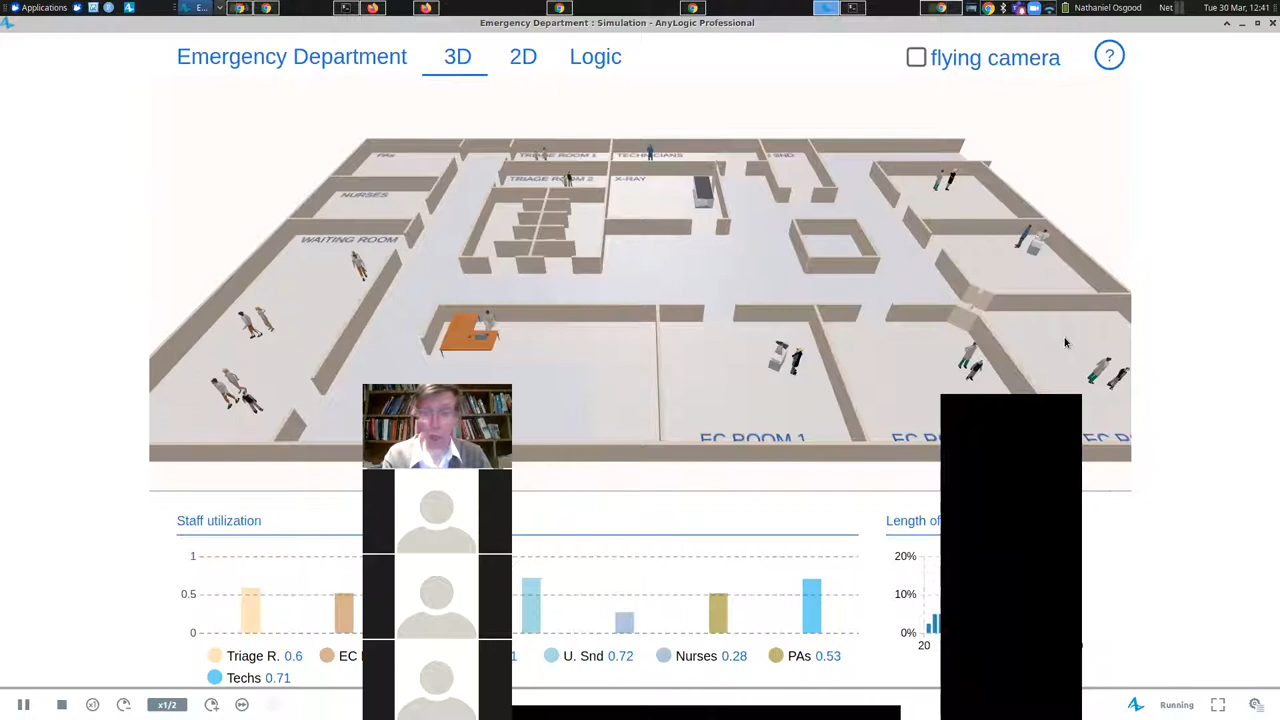 Applications
E...
Nathaniel Osgood
Net
Tue 30 Mar, 12:41
Emergency Department : Simulation - AnyLogic Professional
Emergency Department
3D
2D
Logic
flying camera
?
PAs
TRIAGE ROOM 1
TECHNICIANS
TRIAGE ROOM 2
X-RAY
NURSES
WAITING ROOM
EC ROOM 1
Staff utilization
Length of
1
0.5
0
20%
10%
0%
20
Triage R. 0.6
EC
1
U. Snd 0.72
Nurses 0.28
PAs 0.53
Techs 0.71
x1
x1/2
Running